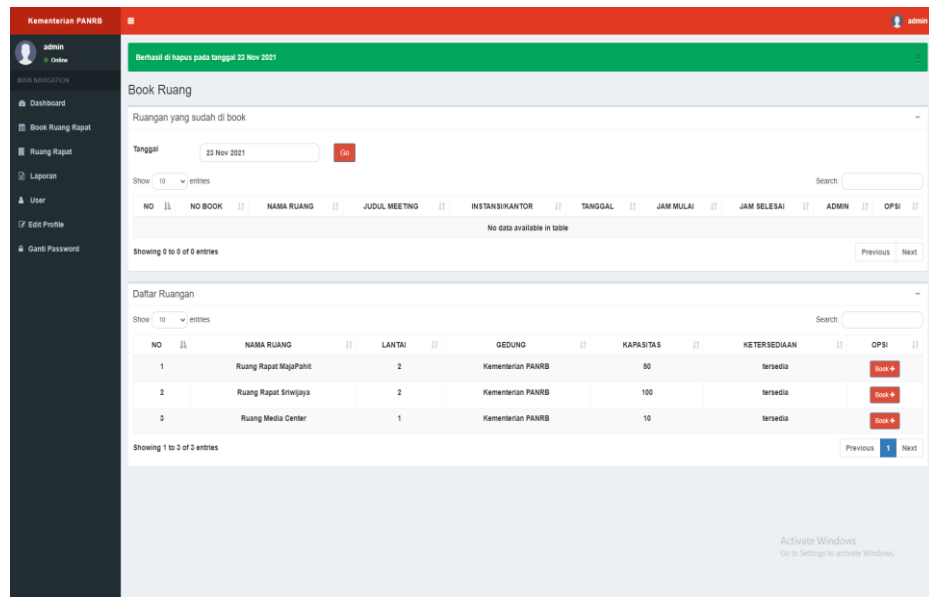 Kementerian PANRB
admin
admin
Online
MAIN NAVIGATION
Dashboard
Book Ruang Rapat
Ruang Rapat
Laporan
User
Edit Profile
Ganti Password
Berhasil di hapus pada tanggal 23 Nov 2021
x
Book Ruang
Ruangan yang sudah di book
Tanggal 23 Nov 2021 Go
Show 10 entries Search:
NO NO BOOK NAMA RUANG JUDUL MEETING INSTANSI/KANTOR TANGGAL JAM MULAI JAM SELESAI ADMIN OPSI
No data available in table
Showing 0 to 0 of 0 entries Previous Next
Daftar Ruangan
Show 10 entries Search:
NO NAMA RUANG LANTAI GEDUNG KAPASITAS KETERSEDIAAN OPSI
1 Ruang Rapat MajaPahit 2 Kementerian PANRB 50 tersedia Book +
2 Ruang Rapat Sriwijaya 2 Kementerian PANRB 100 tersedia Book +
3 Ruang Media Center 1 Kementerian PANRB 10 tersedia Book +
Showing 1 to 3 of 3 entries Previous 1 Next
Activate Windows
Go to Settings to activate Windows.